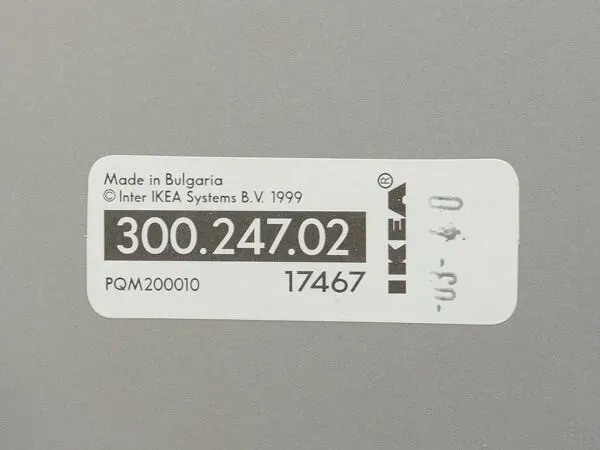 Made in Bulgaria
© Inter IKEA Systems B.V. 1999
300.247.02
PQM200010
17467
IKEA®